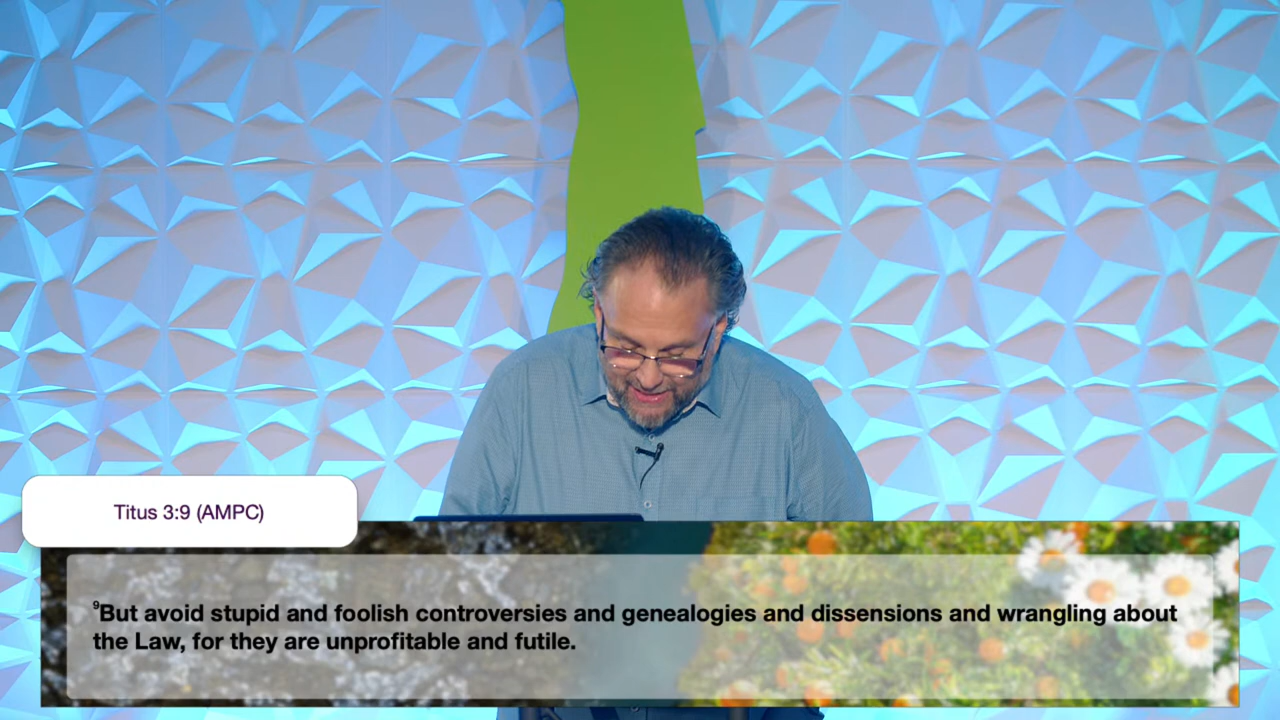 Titus 3:9 (AMPC)
⁹But avoid stupid and foolish controversies and genealogies and dissensions and wrangling about
the Law, for they are unprofitable and futile.